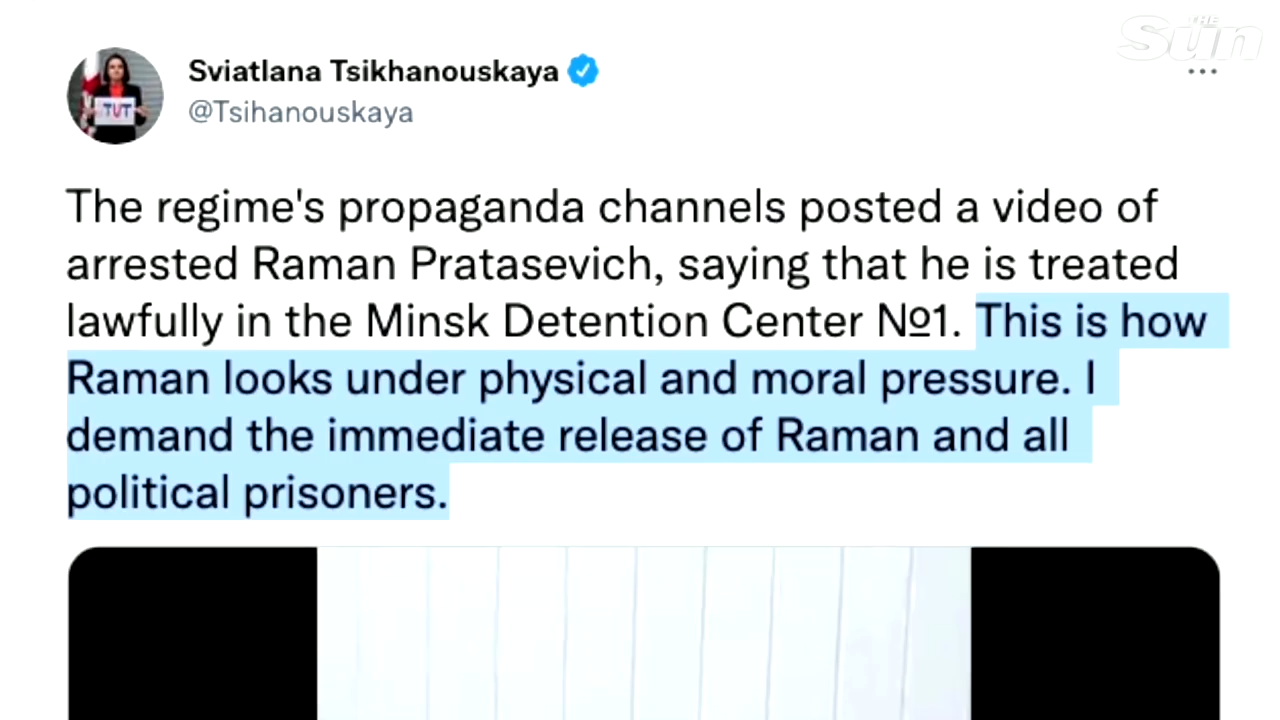 THE
Sun
Sviatlana Tsikhanouskaya
@Tsihanouskaya
TUT
The regime's propaganda channels posted a video of
arrested Raman Pratasevich, saying that he is treated
lawfully in the Minsk Detention Center №1. This is how
Raman looks under physical and moral pressure. I
demand the immediate release of Raman and all
political prisoners.